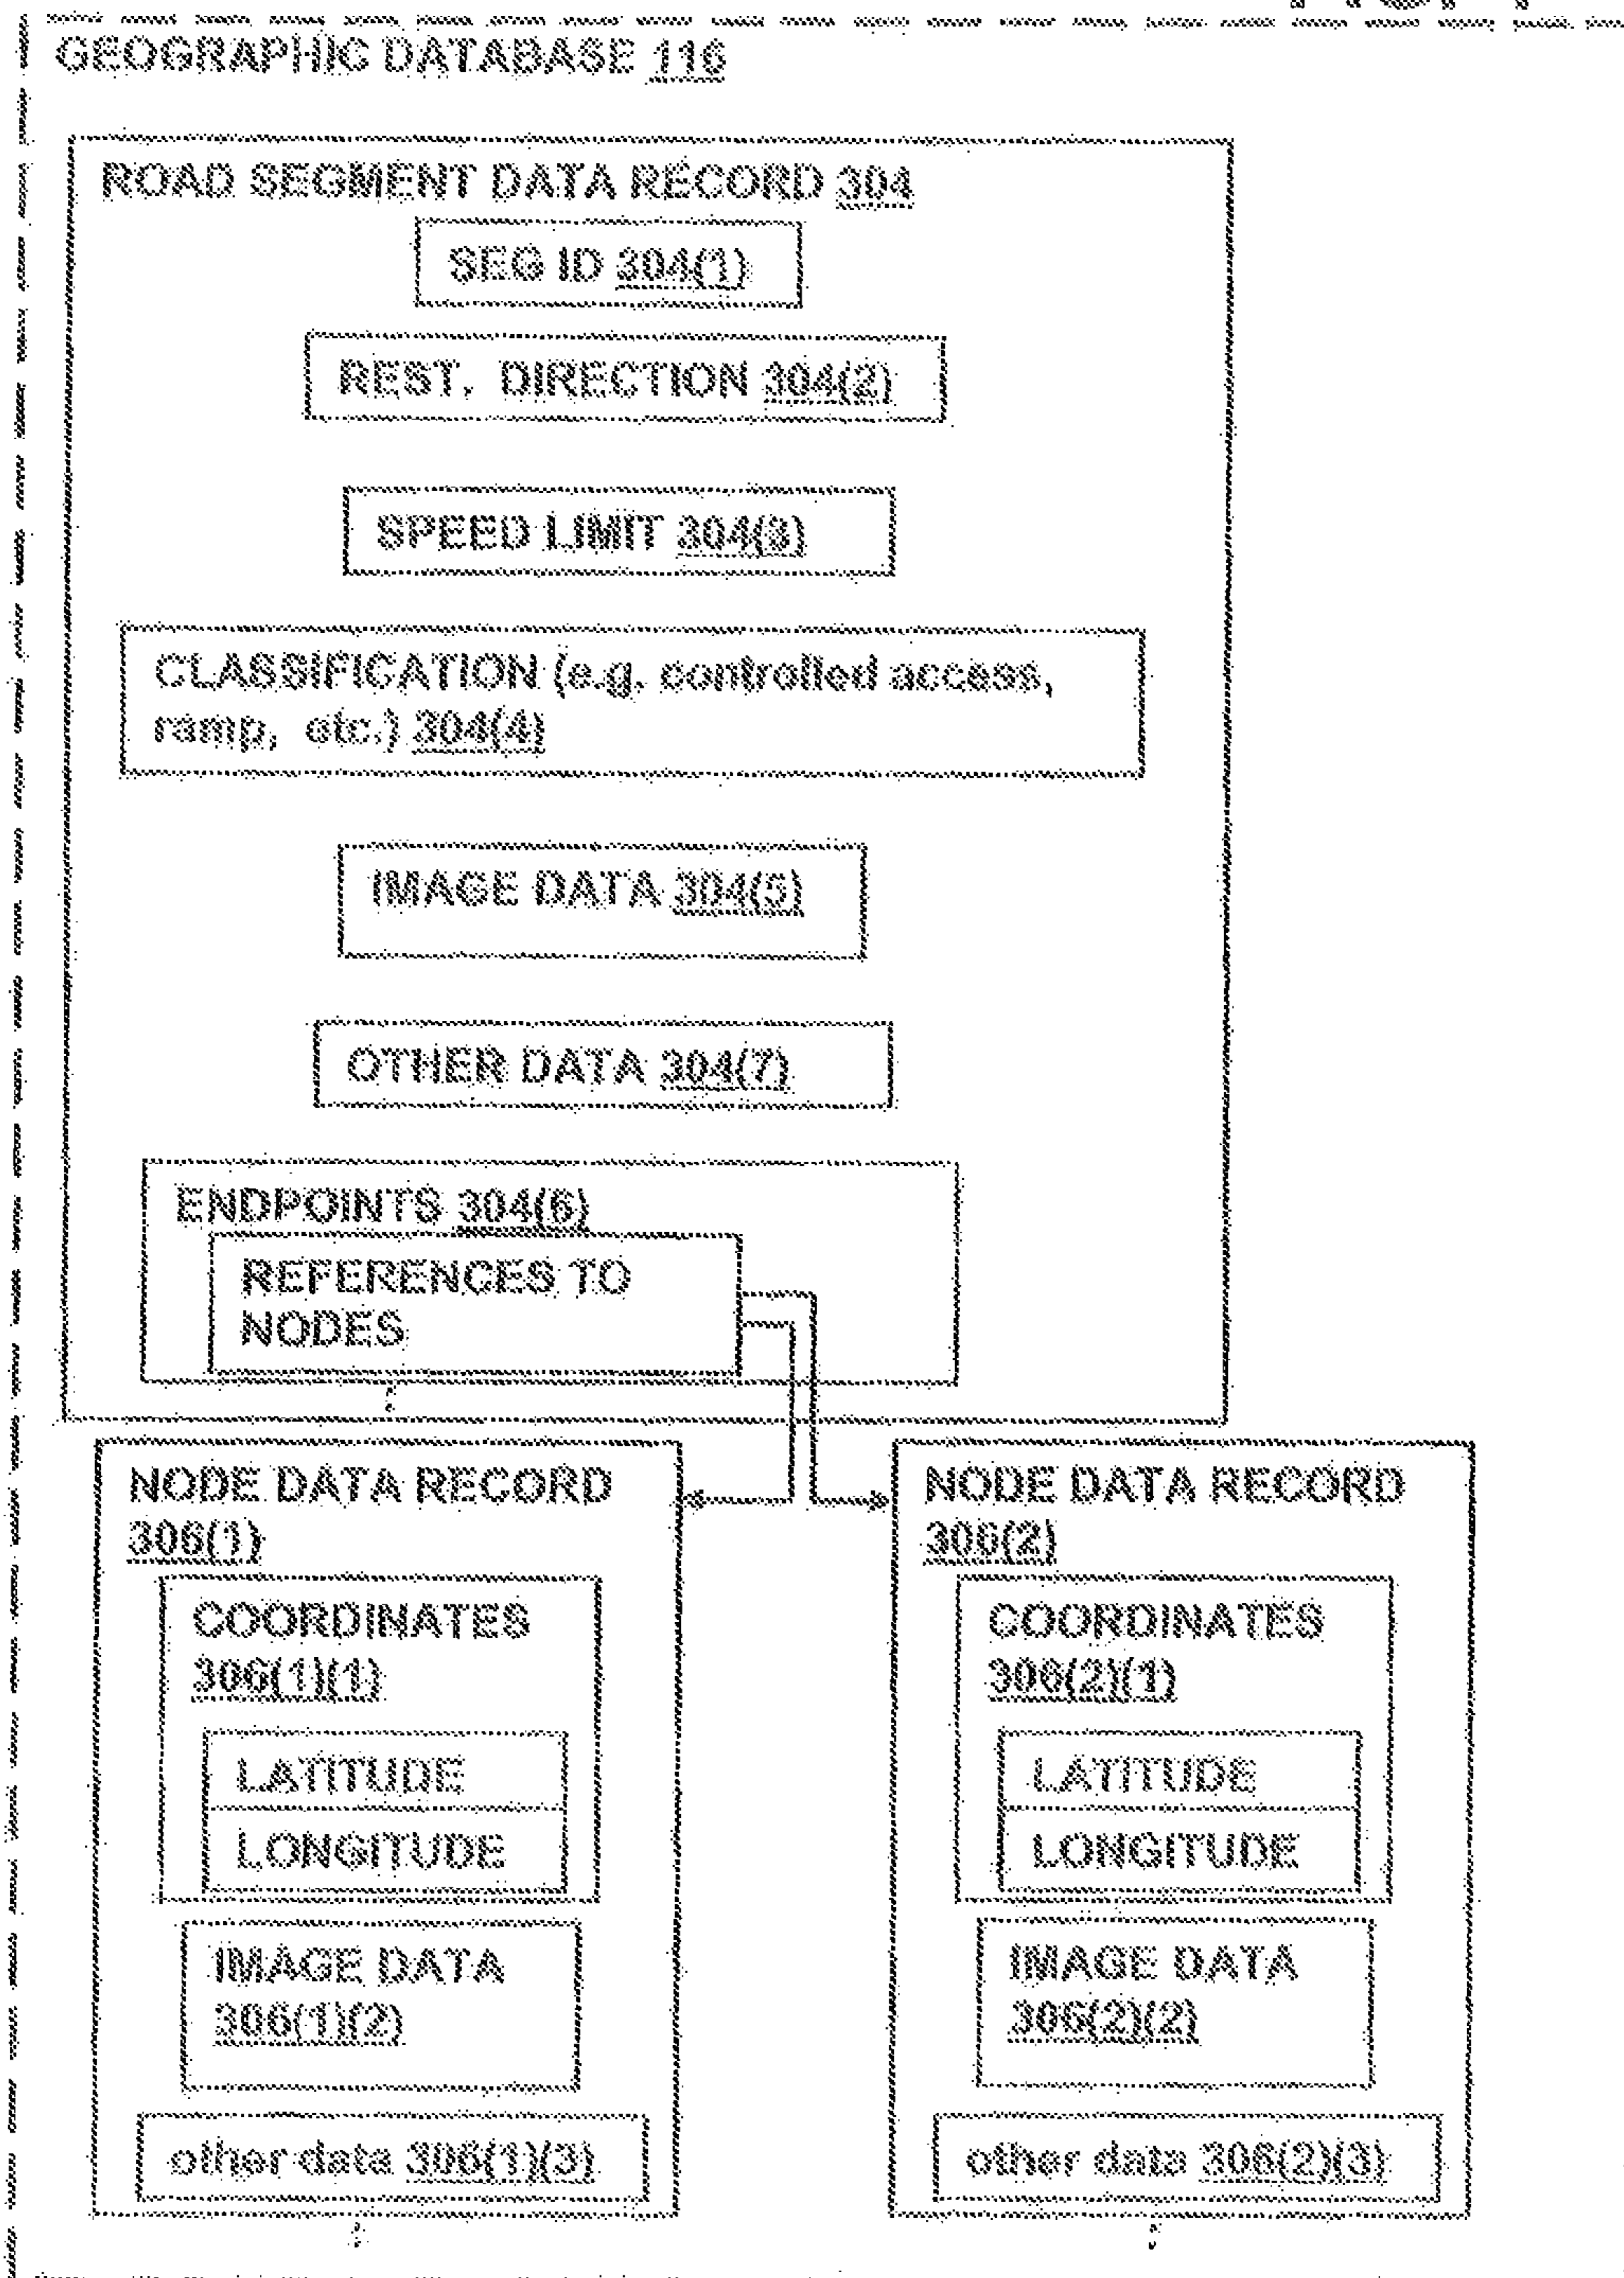 GEOGRAPHIC DATABASE 116
ROAD SEGMENT DATA RECORD 304
SEG ID 304(1)
REST. DIRECTION 304(2)
SPEED LIMIT 304(3)
CLASSIFICATION (e.g. controlled access,
ramp, etc.) 304(4)
IMAGE DATA 304(5)
OTHER DATA 304(7)
ENDPOINTS 304(6)
REFERENCES TO
NODES
NODE DATA RECORD
306(1)
COORDINATES
306(1)(1)
LATITUDE
LONGITUDE
IMAGE DATA
306(1)(2)
other data 306(1)(3)
NODE DATA RECORD
306(2)
COORDINATES
306(2)(1)
LATITUDE
LONGITUDE
IMAGE DATA
306(2)(2)
other data 306(2)(3)